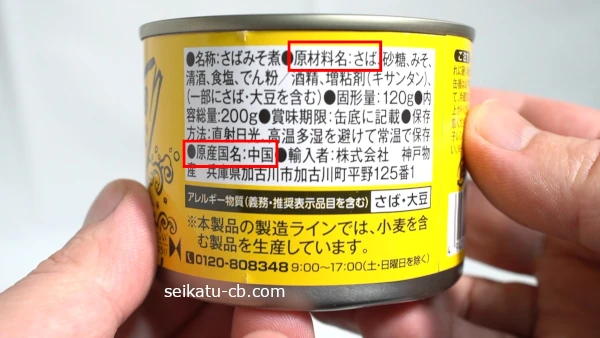 ●名称:さばみそ煮●原材料名:さば、砂糖、みそ、
清酒、食塩、でん粉/酒精、増粘剤(キサンタン)、
(一部にさば・大豆を含む)●固形量:120g●内
容総量:200g●賞味期限:缶底に記載●保存
方法:直射日光、高温多湿を避けて常温で保存
●原産国名:中国●輸入者:株式会社 神戸物
産 兵庫県加古川市加古川町平野125番1
アレルギー物質(義務・推奨表示品目を含む) さば・大豆
※本製品の製造ラインでは、小麦を含
む製品を生産しています。
0120-808348 9:00〜17:00(土・日曜日を除く)
seikatu-cb.com